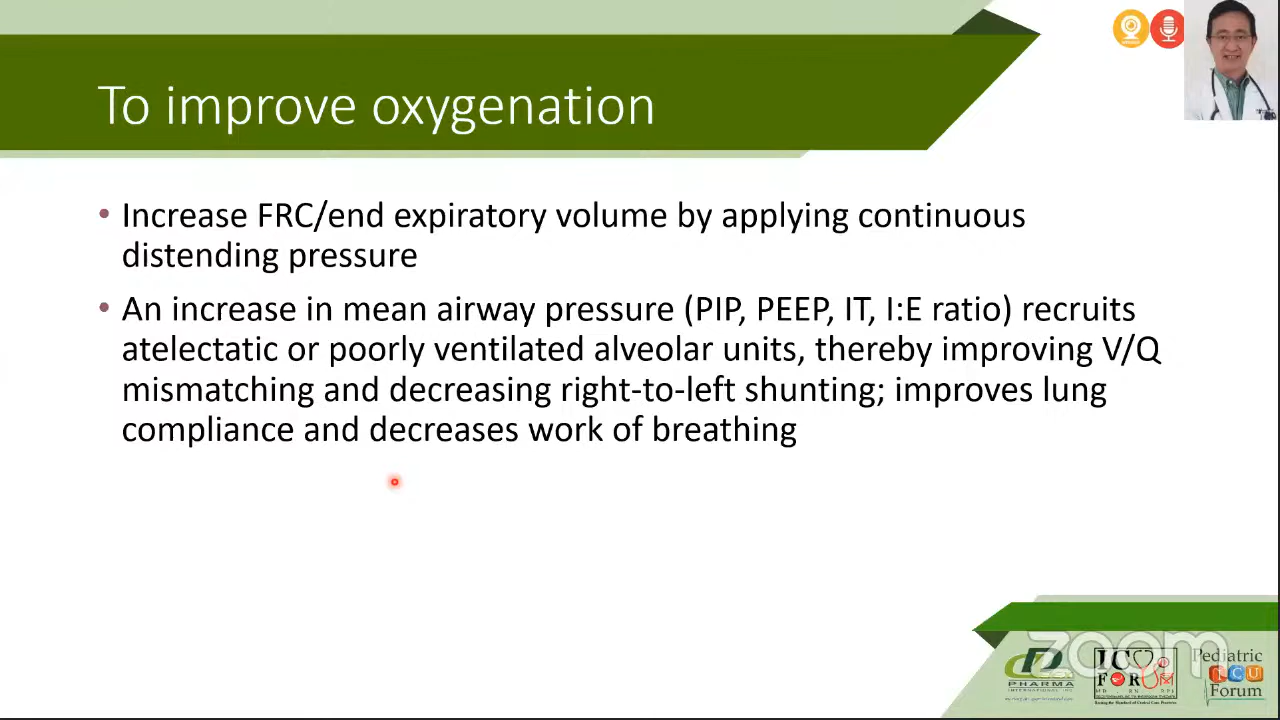 To improve oxygenation
• Increase FRC/end expiratory volume by applying continuous
distending pressure
• An increase in mean airway pressure (PIP, PEEP, IT, I:E ratio) recruits
atelectatic or poorly ventilated alveolar units, thereby improving V/Q
mismatching and decreasing right-to-left shunting; improves lung
compliance and decreases work of breathing
zoom
PHARMA
IC
FORUM
Pediatric
ICU
Forum